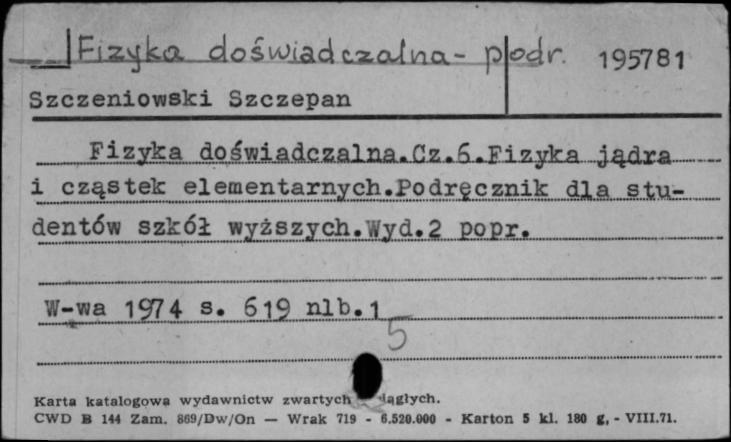 Fizyka doświadczalna - podr. 195781
Szczeniowski Szczepan
Fizyka doświadczalna.Cz.6.Fizyka jądra
i cząstek elementarnych.Podręcznik dla stu-
dentów szkół wyższych.Wyd.2 popr.
W-wa 1974 s. 619 nlb.1
5
Karta katalogowa wydawnictw zwartych
CWD B 144 Zam. 869/Dw/On — Wrak 719 - 6.520.000 - Karton 5 kl. 180 g, - VIII.71.